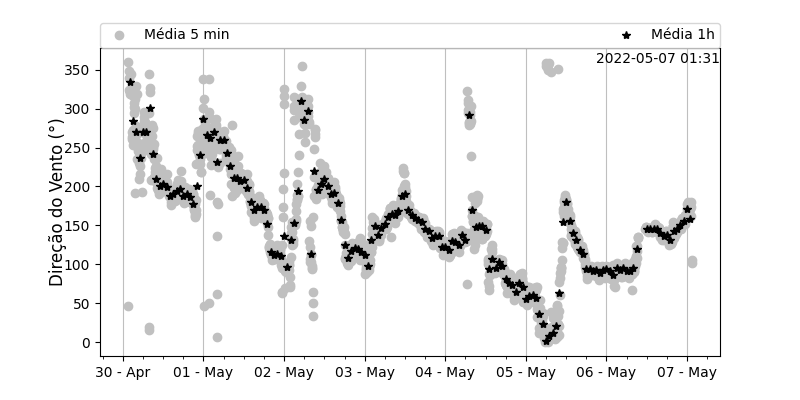 Média 5 min
Média 1h
2022-05-07 01:31
Direção do Vento (°)
350
300
250
200
150
100
50
0
30 - Apr
01 - May
02 - May
03 - May
04 - May
05 - May
06 - May
07 - May